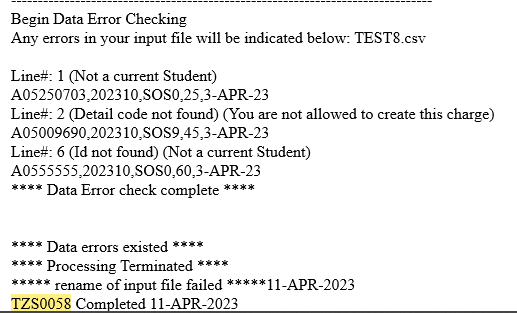 --------------------------------------------------------------------------------
Begin Data Error Checking
Any errors in your input file will be indicated below: TEST8.csv
Line#: 1 (Not a current Student)
A05250703,202310,SOS0,25,3-APR-23
Line#: 2 (Detail code not found) (You are not allowed to create this charge)
A05009690,202310,SOS9,45,3-APR-23
Line#: 6 (Id not found) (Not a current Student)
A0555555,202310,SOS0,60,3-APR-23
**** Data Error check complete ****
**** Data errors existed ****
**** Processing Terminated ****
***** rename of input file failed *****11-APR-2023
TZS0058 Completed 11-APR-2023